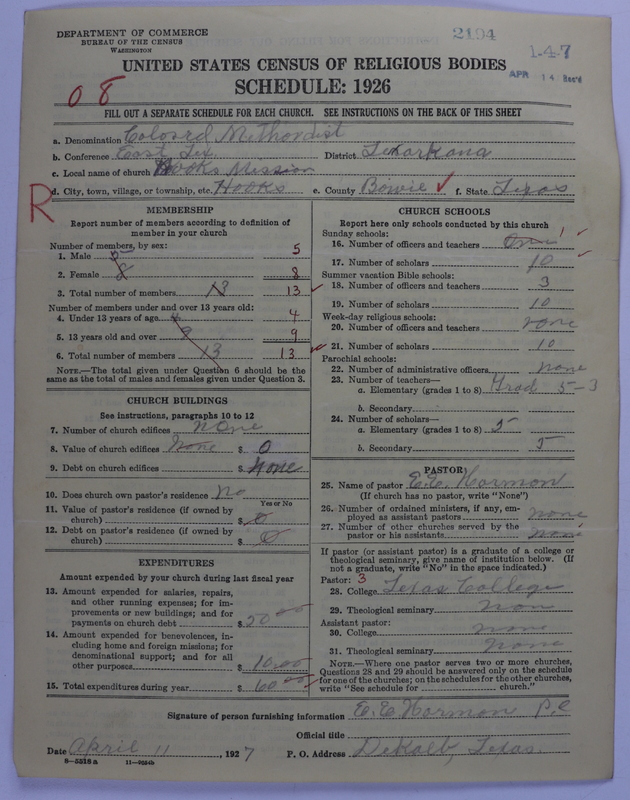 DEPARTMENT OF COMMERCE
BUREAU OF THE CENSUS
WASHINGTON
2194
1-4-7
APR 14 Rec'd
UNITED STATES CENSUS OF RELIGIOUS BODIES
SCHEDULE: 1926
08
FILL OUT A SEPARATE SCHEDULE FOR EACH CHURCH. SEE INSTRUCTIONS ON THE BACK OF THIS SHEET
a. Denomination Colored Methodist
b. Conference East Tex. District Texarkana
c. Local name of church Hooks Mission
d. City, town, village, or township, etc. Hooks e. County Bowie ✓ f. State Texas
R
MEMBERSHIP
Report number of members according to definition of
member in your church
Number of members, by sex:
1. Male 5 5
2. Female 8 8
3. Total number of members 13 13 ✓
Number of members under and over 13 years old:
4. Under 13 years of age 4 4
5. 13 years old and over 9 9
6. Total number of members 13 13 ✓
NOTE.—The total given under Question 6 should be
same as the total of males and females given under Question 3.
CHURCH BUILDINGS
See instructions, paragraphs 10 to 12
7. Number of church edifices none
8. Value of church edifices None $ 0
9. Debt on church edifices $ None
10. Does church own pastor's residence No
Yes or No
11. Value of pastor's residence (if owned by
church) $ 0
12. Debt on pastor's residence (if owned by
church) $ 0
EXPENDITURES
Amount expended by your church during last fiscal year
13. Amount expended for salaries, repairs,
and other running expenses; for im-
provements or new buildings; and for
payments on church debt $ 50 00
14. Amount expended for benevolences, in-
cluding home and foreign missions; for
denominational support; and for all
other purposes $ 10.00
15. Total expenditures during year $ 60 00 ✓
CHURCH SCHOOLS
Report here only schools conducted by this church
Sunday schools:
16. Number of officers and teachers One 1 ✓
17. Number of scholars 10 ✓
Summer vacation Bible schools:
18. Number of officers and teachers 3
19. Number of scholars 10
Week-day religious schools:
20. Number of officers and teachers none
21. Number of scholars 10
Parochial schools:
22. Number of administrative officers none
23. Number of teachers—
a. Elementary (grades 1 to 8) Grad 5-3
b. Secondary
24. Number of scholars—
a. Elementary (grades 1 to 8) 5
b. Secondary 5
PASTOR
25. Name of pastor E.E. Harmon
(If church has no pastor, write "None")
26. Number of ordained ministers, if any, em-
ployed as assistant pastors none
27. Number of other churches served by the
pastor or his assistants none
If pastor (or assistant pastor) is a graduate of a college or
theological seminary, give name of institution below. (If
not a graduate, write "No" in the space indicated.)
Pastor: 3
28. College Texas College
29. Theological seminary non
Assistant pastor:
30. College none
31. Theological seminary none
NOTE.—Where one pastor serves two or more churches,
Questions 28 and 29 should be answered only on the schedule
for one of the churches; on the schedules for the other churches,
write "See schedule for church."
Signature of person furnishing information E.E. Harmon P.C
Official title
Date April 11, 1927 P. O. Address DeKalb, Texas.
8-5518 a 11-9524b